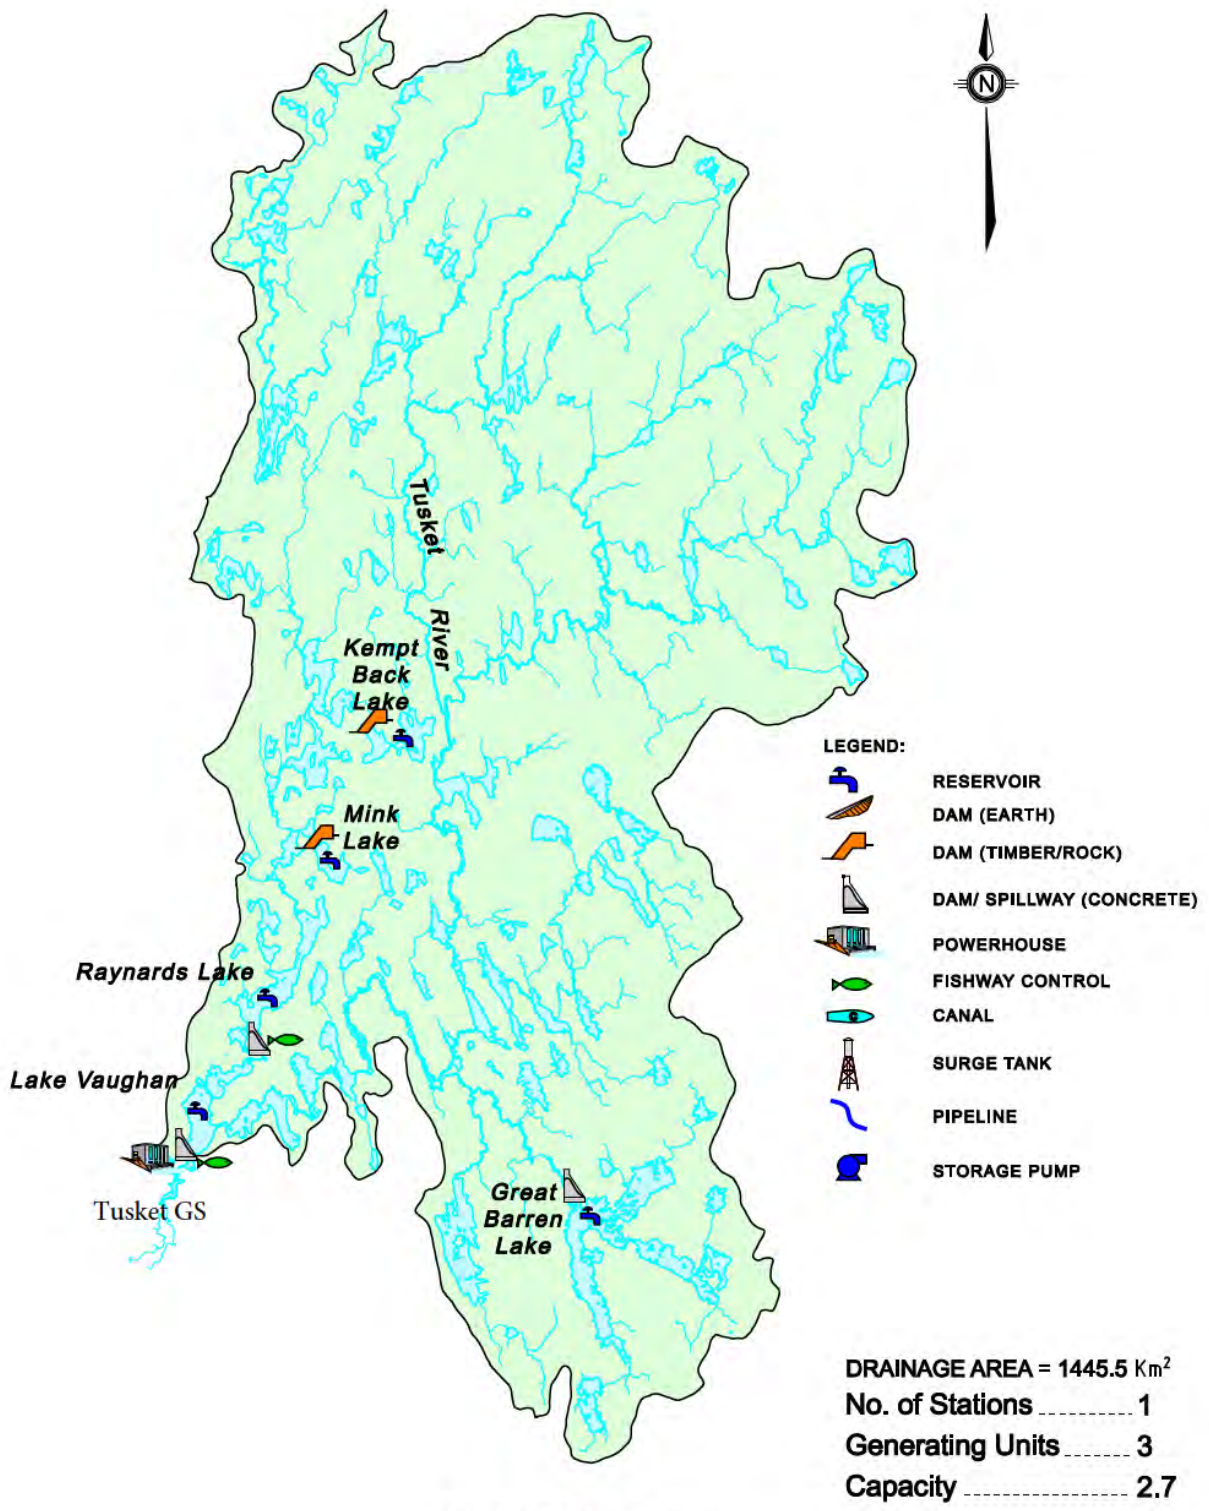 N
Tusket
River
Kempt
Back
Lake
Mink
Lake
Raynards Lake
Lake Vaughan
Tusket GS
Great
Barren
Lake
LEGEND:
RESERVOIR
DAM (EARTH)
DAM (TIMBER/ROCK)
DAM/ SPILLWAY (CONCRETE)
POWERHOUSE
FISHWAY CONTROL
C CANAL
SURGE TANK
PIPELINE
STORAGE PUMP
DRAINAGE AREA = 1445.5 Km²
No. of Stations ---------- 1
Generating Units ------- 3
Capacity ----------------- 2.7